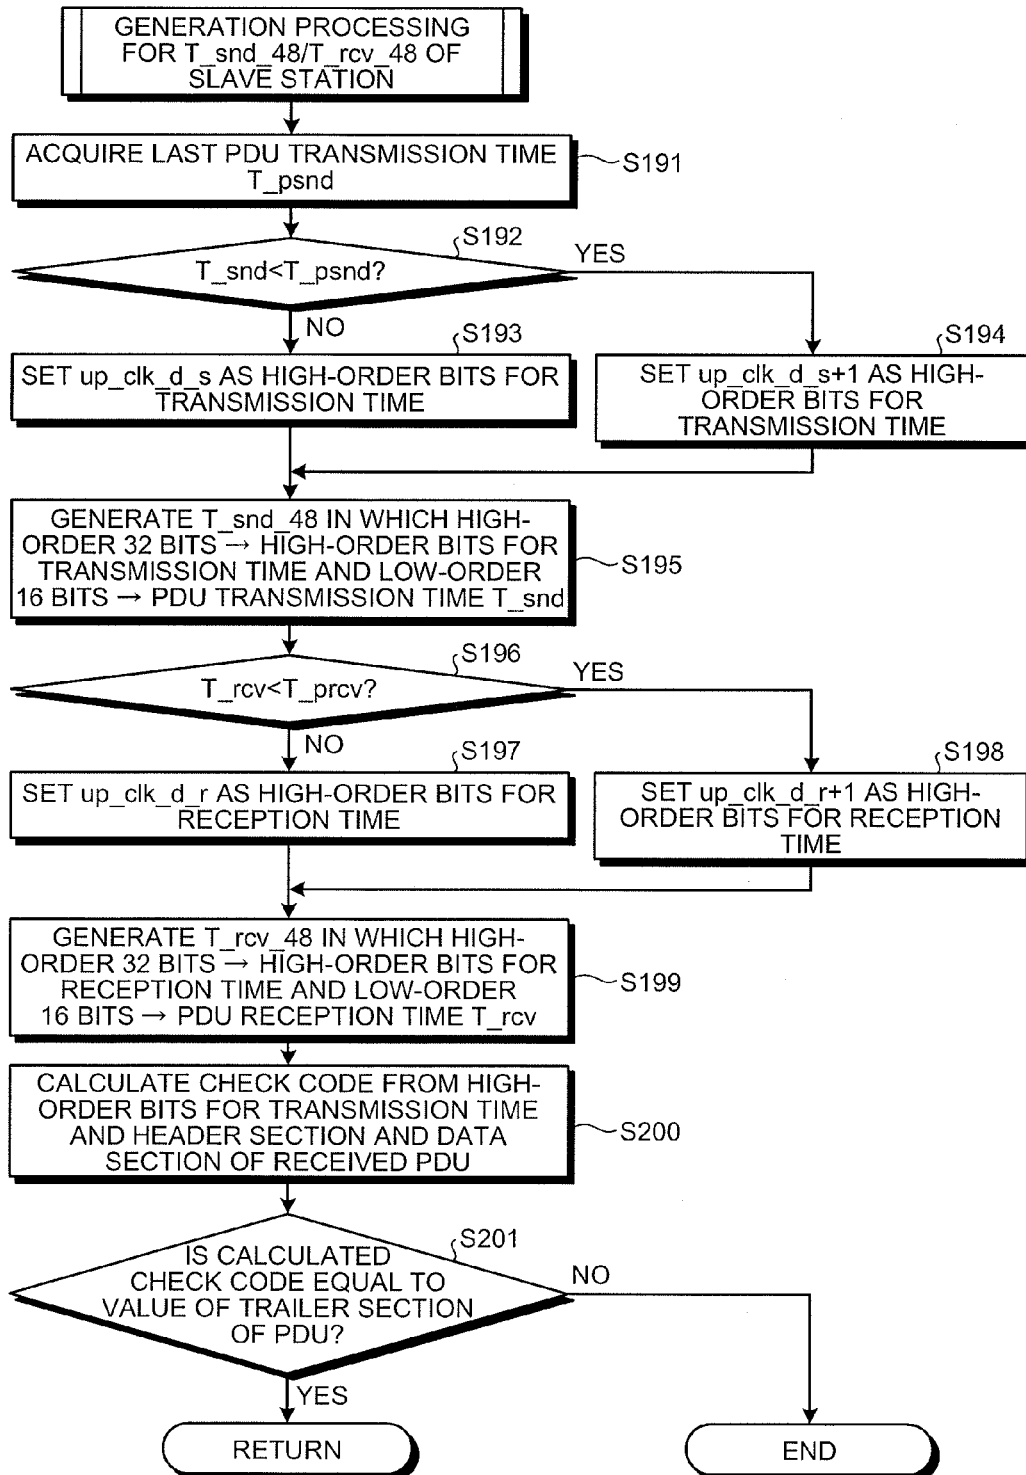 GENERATION PROCESSING
FOR T_snd_48/T_rcv_48 OF
SLAVE STATION
ACQUIRE LAST PDU TRANSMISSION TIME
T_psnd
S191
S192
T_snd<T_psnd?
YES
NO
S193
SET up_clk_d_s AS HIGH-ORDER BITS FOR
TRANSMISSION TIME
S194
SET up_clk_d_s+1 AS HIGH-
ORDER BITS FOR
TRANSMISSION TIME
GENERATE T_snd_48 IN WHICH HIGH-
ORDER 32 BITS → HIGH-ORDER BITS FOR
TRANSMISSION TIME AND LOW-ORDER
16 BITS → PDU TRANSMISSION TIME T_snd
S195
S196
T_rcv<T_prcv?
YES
NO
S197
SET up_clk_d_r AS HIGH-ORDER BITS FOR
RECEPTION TIME
S198
SET up_clk_d_r+1 AS HIGH-
ORDER BITS FOR RECEPTION
TIME
GENERATE T_rcv_48 IN WHICH HIGH-
ORDER 32 BITS → HIGH-ORDER BITS FOR
RECEPTION TIME AND LOW-ORDER
16 BITS → PDU RECEPTION TIME T_rcv
S199
CALCULATE CHECK CODE FROM HIGH-
ORDER BITS FOR TRANSMISSION TIME
AND HEADER SECTION AND DATA
SECTION OF RECEIVED PDU
S200
S201
IS CALCULATED
CHECK CODE EQUAL TO
VALUE OF TRAILER SECTION
OF PDU?
NO
YES
RETURN
END